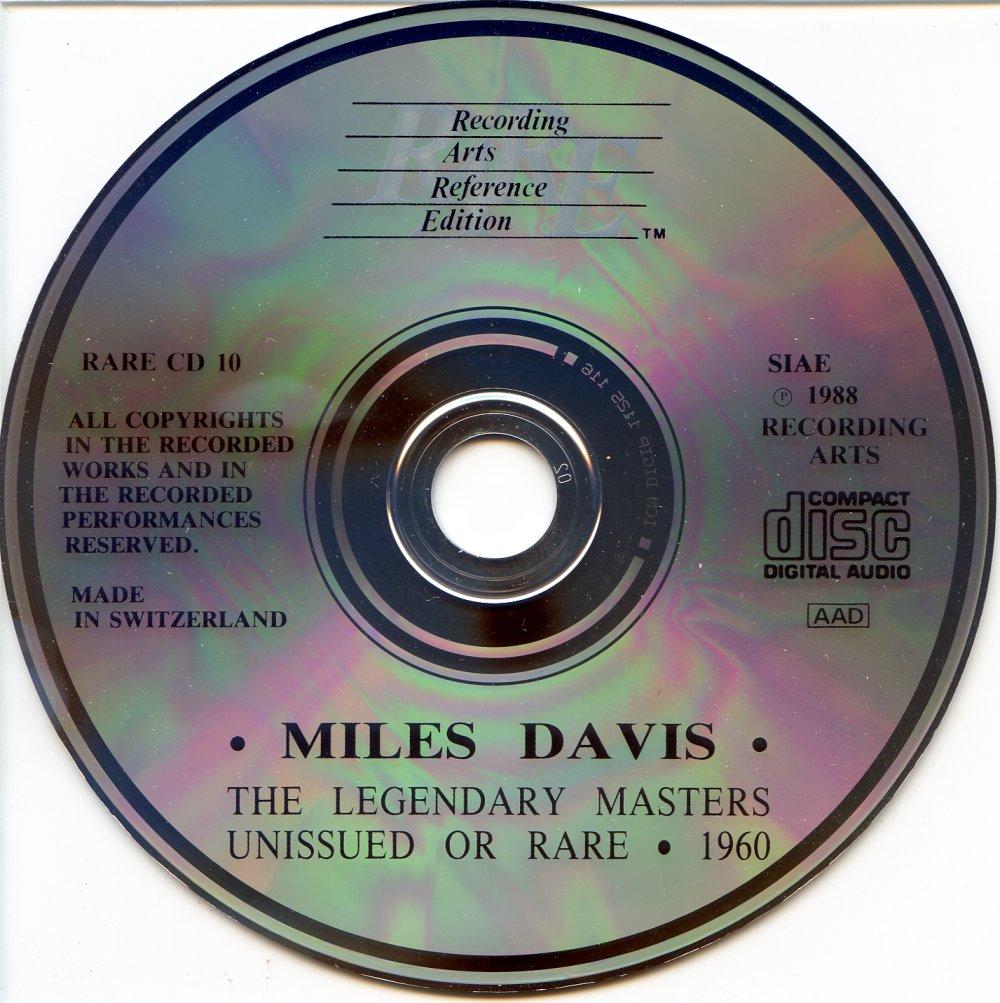 Recording
Arts
Reference
Edition
RARE
TM
RARE CD 10
ALL COPYRIGHTS
IN THE RECORDED
WORKS AND IN
THE RECORDED
PERFORMANCES
RESERVED.
MADE
IN SWITZERLAND
SIAE
℗ 1988
RECORDING
ARTS
COMPACT
disc
DIGITAL AUDIO
AAD
02
• MILES DAVIS •
THE LEGENDARY MASTERS
UNISSUED OR RARE • 1960